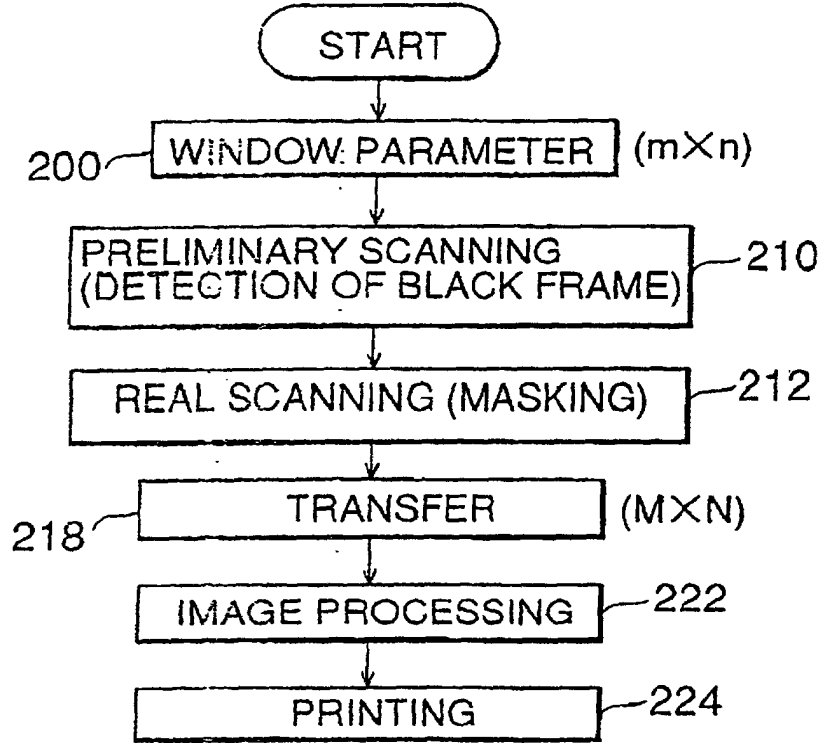 START
200 WINDOW PARAMETER (m×n)
PRELIMINARY SCANNING
(DETECTION OF BLACK FRAME)
210
REAL SCANNING (MASKING)
212
218 TRANSFER (M×N)
IMAGE PROCESSING 222
PRINTING 224